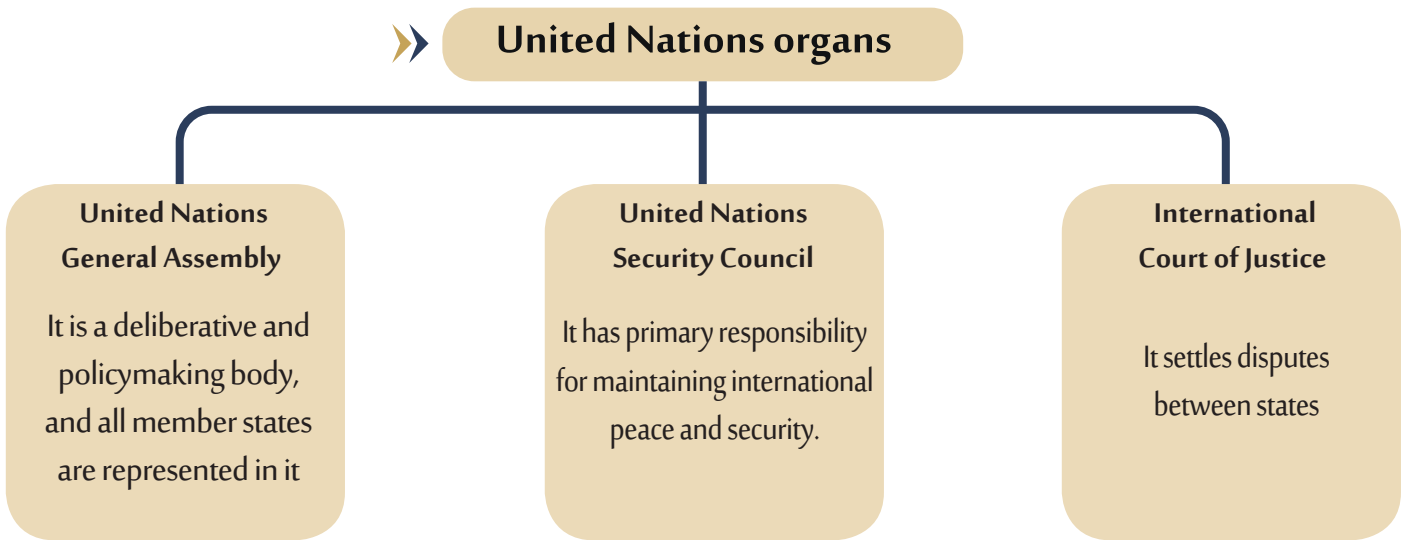 United Nations organs
United Nations
General Assembly
It is a deliberative and
policymaking body,
and all member states
are represented in it
United Nations
Security Council
It has primary responsibility
for maintaining international
peace and security.
International
Court of Justice
It settles disputes
between states